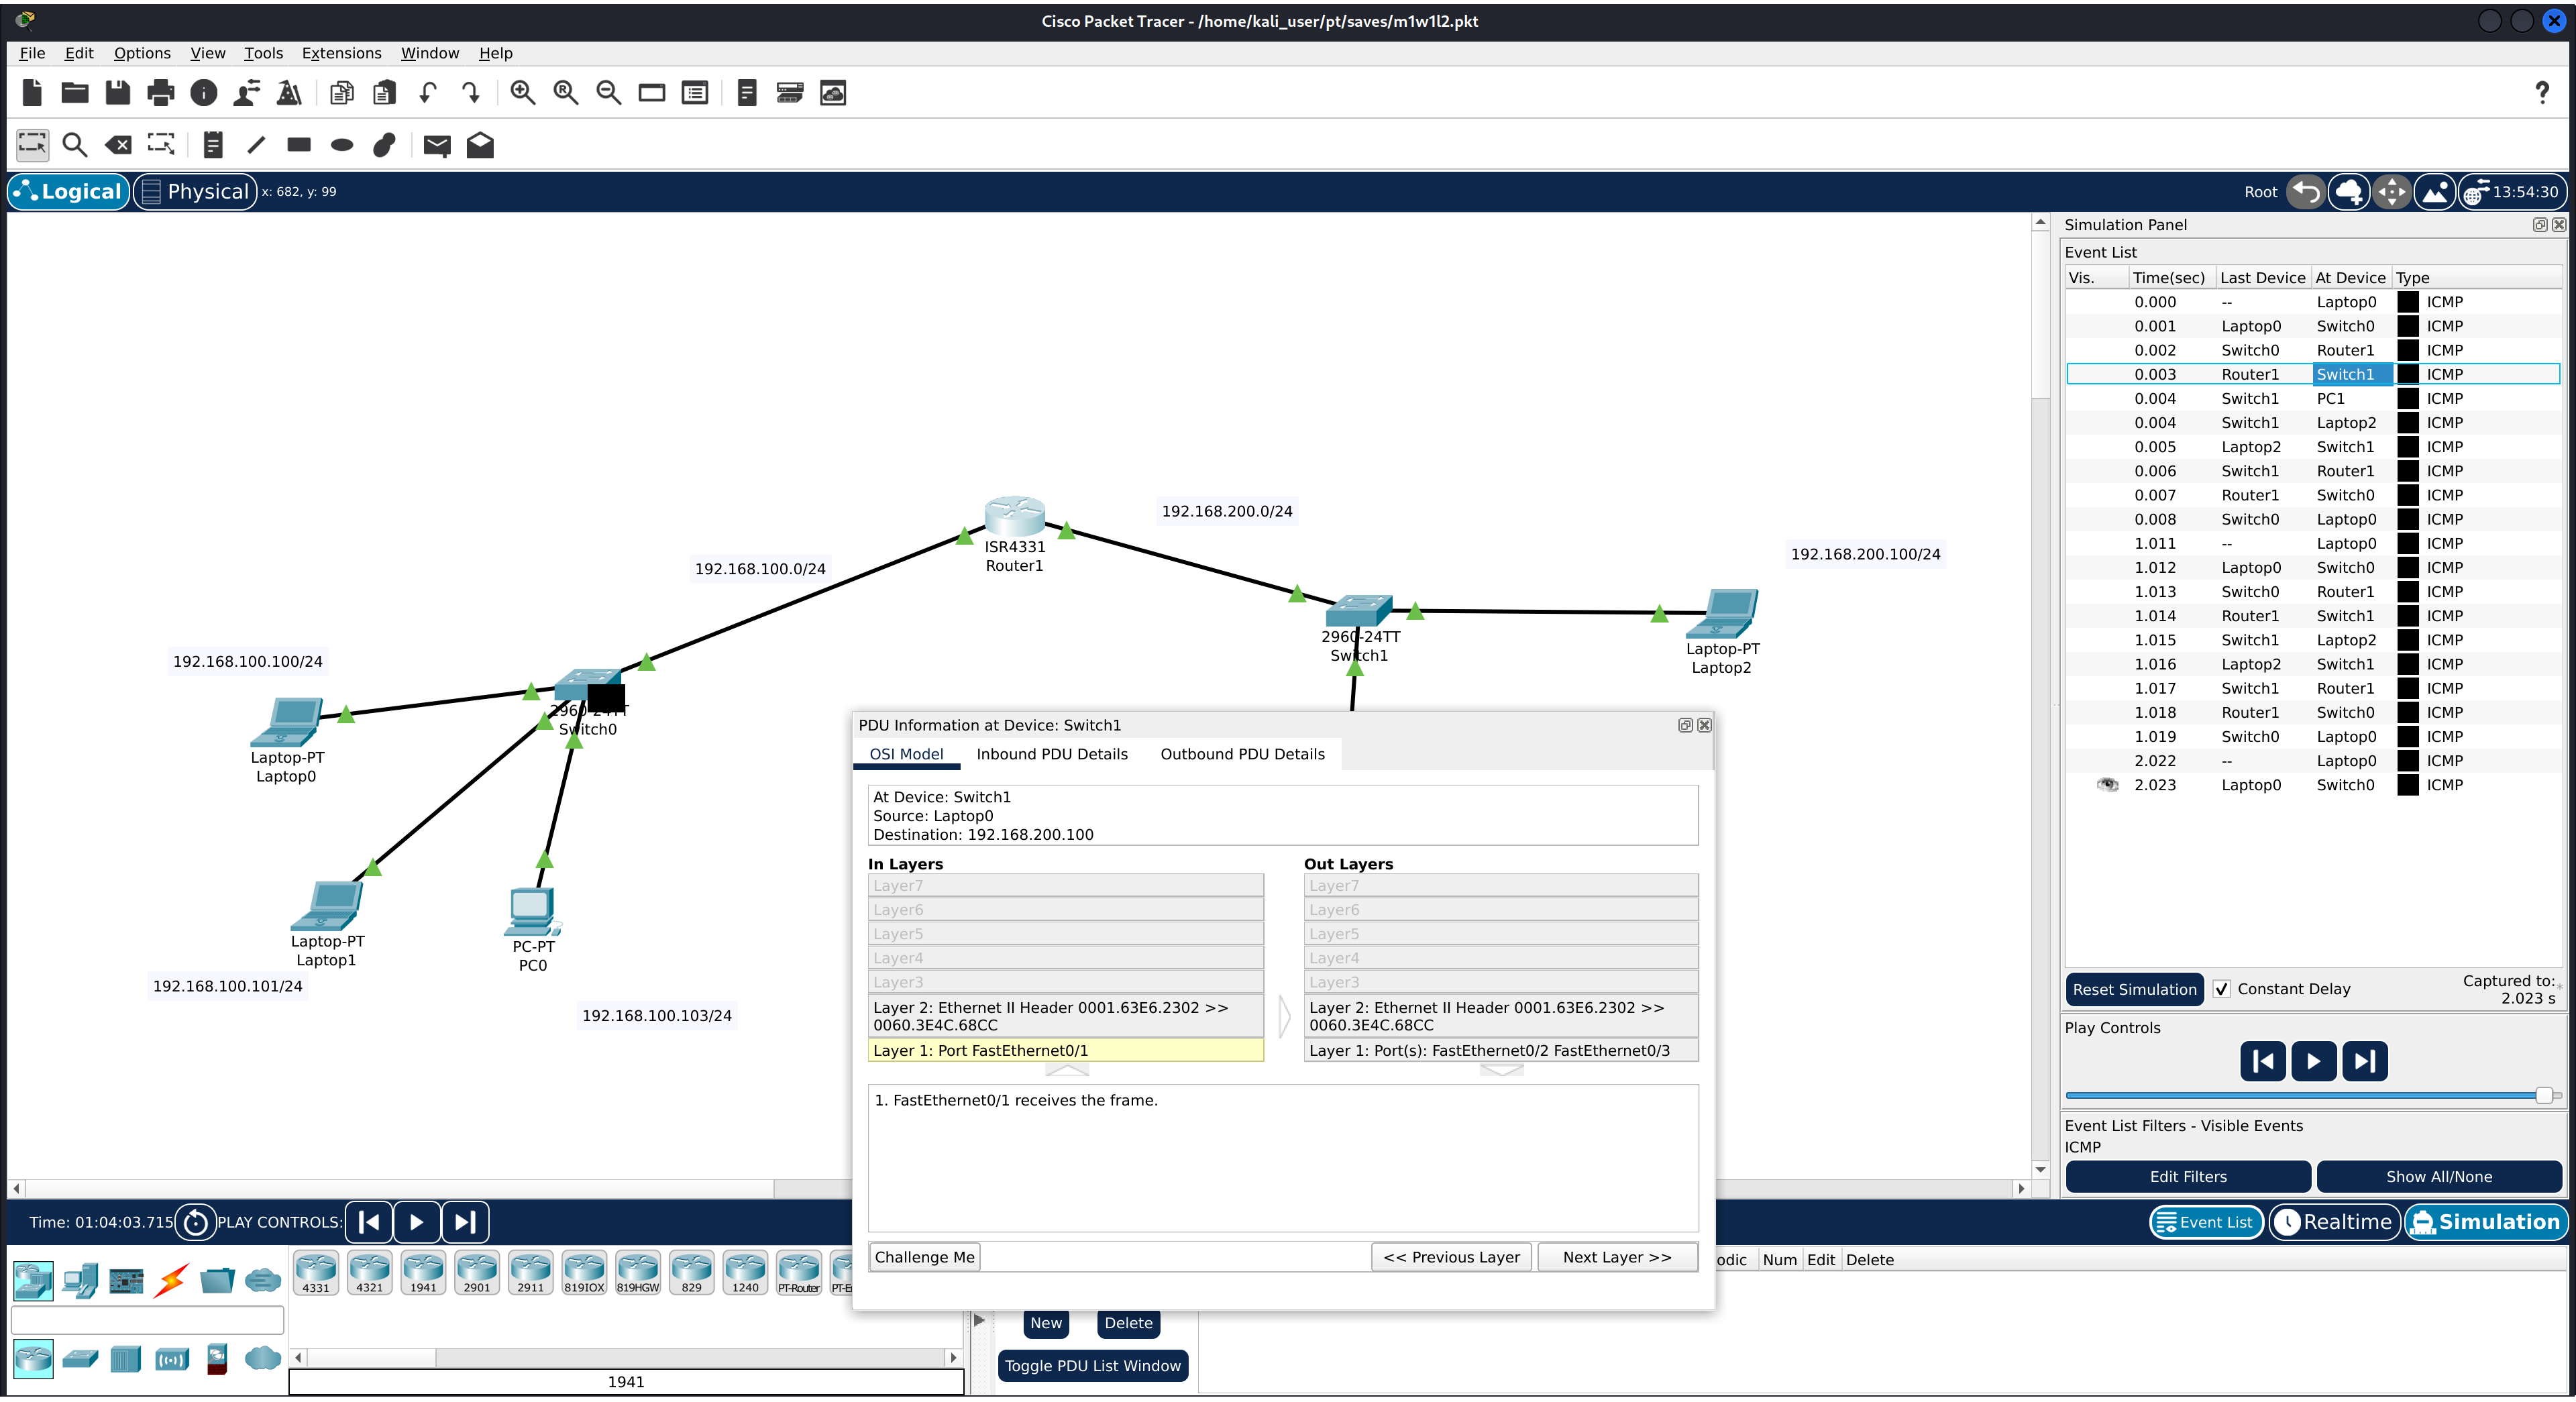 Cisco Packet Tracer - /home/kali_user/pt/saves/m1w1l2.pkt
File Edit Options View Tools Extensions Window Help
Logical Physical x: 682, y: 99
Root 13:54:30
192.168.200.0/24
ISR4331
Router1
192.168.100.0/24
192.168.200.100/24
2960-24TT
Switch1
Laptop-PT
Laptop2
192.168.100.100/24
2960-24TT
Switch0
Laptop-PT
Laptop0
Laptop-PT
Laptop1
192.168.100.101/24
PC-PT
PC0
192.168.100.103/24
PDU Information at Device: Switch1
OSI Model Inbound PDU Details Outbound PDU Details
At Device: Switch1
Source: Laptop0
Destination: 192.168.200.100
In Layers Out Layers
Layer7 Layer7
Layer6 Layer6
Layer5 Layer5
Layer4 Layer4
Layer3 Layer3
Layer 2: Ethernet II Header 0001.63E6.2302 >>
0060.3E4C.68CC
Layer 2: Ethernet II Header 0001.63E6.2302 >>
0060.3E4C.68CC
Layer 1: Port FastEthernet0/1 Layer 1: Port(s): FastEthernet0/2 FastEthernet0/3
1. FastEthernet0/1 receives the frame.
Challenge Me << Previous Layer Next Layer >>
Simulation Panel
Event List
Vis. Time(sec) Last Device At Device Type
0.000 -- Laptop0 ICMP
0.001 Laptop0 Switch0 ICMP
0.002 Switch0 Router1 ICMP
0.003 Router1 Switch1 ICMP
0.004 Switch1 PC1 ICMP
0.004 Switch1 Laptop2 ICMP
0.005 Laptop2 Switch1 ICMP
0.006 Switch1 Router1 ICMP
0.007 Router1 Switch0 ICMP
0.008 Switch0 Laptop0 ICMP
1.011 -- Laptop0 ICMP
1.012 Laptop0 Switch0 ICMP
1.013 Switch0 Router1 ICMP
1.014 Router1 Switch1 ICMP
1.015 Switch1 Laptop2 ICMP
1.016 Laptop2 Switch1 ICMP
1.017 Switch1 Router1 ICMP
1.018 Router1 Switch0 ICMP
1.019 Switch0 Laptop0 ICMP
2.022 -- Laptop0 ICMP
2.023 Laptop0 Switch0 ICMP
Reset Simulation Constant Delay Captured to:*
2.023 s
Play Controls
Event List Filters - Visible Events
ICMP
Edit Filters Show All/None
Time: 01:04:03.715 PLAY CONTROLS:
Event List Realtime Simulation
4331 4321 1941 2901 2911 819IOX 819HGW 829 1240 PT-Router PT-E
odic Num Edit Delete
New Delete
Toggle PDU List Window
1941